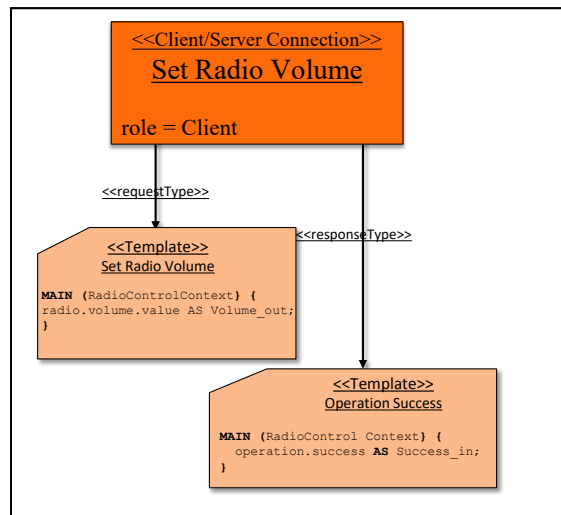 <<Client/Server Connection>>
Set Radio Volume
role = Client
<<requestType>>
<<responseType>>
<<Template>>
Set Radio Volume
MAIN (RadioControlContext} {
radio.volume.value AS Volume_out;
}
<<Template>>
Operation Success
MAIN (RadioControl Context} {
operation.success AS Success_in;
}